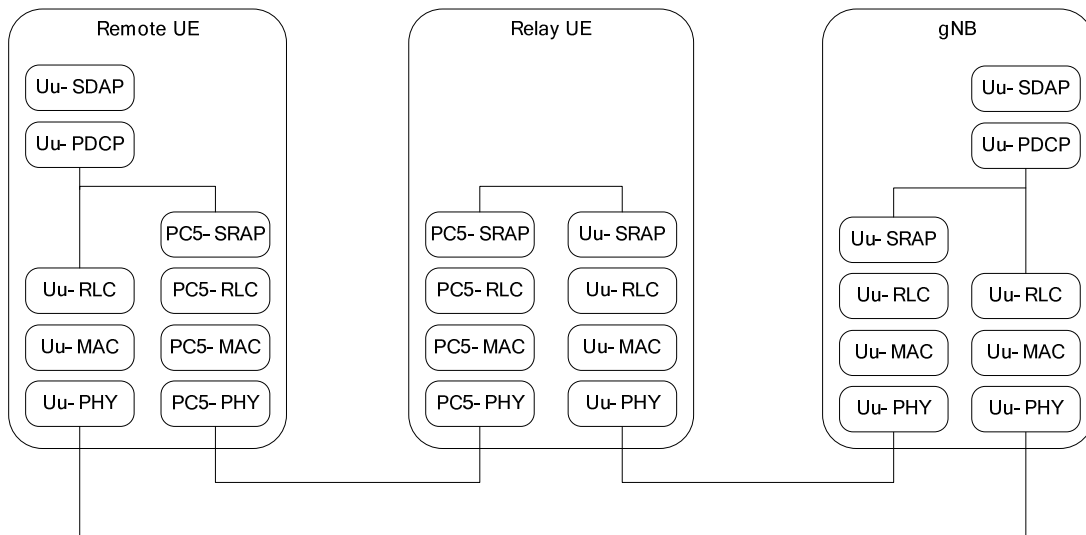 Remote UE
Uu-SDAP
Uu-PDCP
PC5-SRAP
Uu-RLC
PC5-RLC
Uu-MAC
PC5-MAC
Uu-PHY
PC5-PHY
Relay UE
PC5-SRAP
Uu-SRAP
PC5-RLC
Uu-RLC
PC5-MAC
Uu-MAC
PC5-PHY
Uu-PHY
gNB
Uu-SDAP
Uu-PDCP
Uu-SRAP
Uu-RLC
Uu-RLC
Uu-MAC
Uu-MAC
Uu-PHY
Uu-PHY